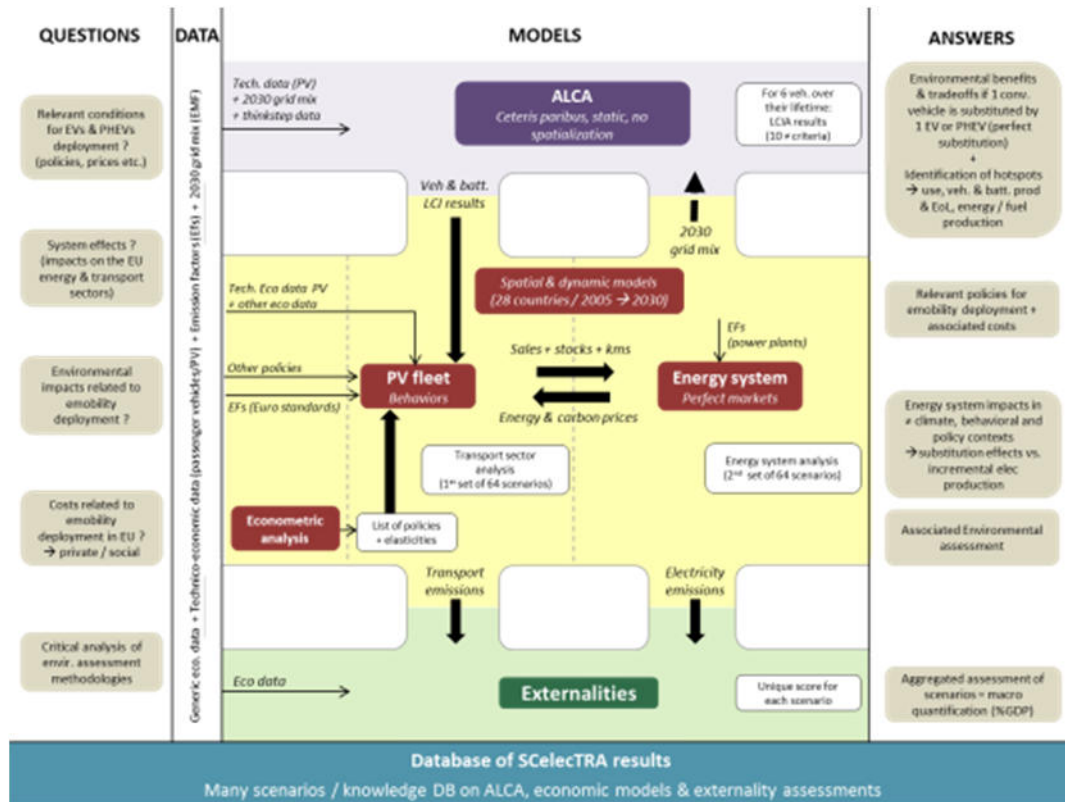 QUESTIONS
DATA
MODELS
ANSWERS
Relevant conditions
for EVs & PHEVs
deployment ?
(policies, prices etc.)
System effects ?
(impacts on the EU
energy & transport
sectors)
Environmental
impacts related to
emobility
deployment ?
Costs related to
emobility
deployment in EU ?
→ private / social
Critical analysis of
envir. assessment
methodologies
Generic eco. data + Technico-economic data (passenger vehicles/PV) + Emission factors (Efs) + 2030 grid mix (EMF)
Tech. data (PV)
+ 2030 grid mix
+ thinkstep data
ALCA
Ceteris paribus, static, no
spatialization
For 6 veh. over
their lifetime:
LCIA results
(10 ≠ criteria)
Veh & batt.
LCI results
2030
grid mix
Spatial & dynamic models
(28 countries / 2005 → 2030)
Tech. Eco data PV
+ other eco data
EFs
(power plants)
Sales + stocks + kms
Other policies
PV fleet
Behaviors
Energy system
Perfect markets
EFs (Euro standards)
Energy & carbon prices
Transport sector
analysis
(1st set of 64 scenarios)
Energy system analysis
(2nd set of 64 scenarios)
Econometric
analysis
List of policies
+ elasticities
Transport
emissions
Electricity
emissions
Eco data
Externalities
Unique score for
each scenario
Environmental benefits
& tradeoffs if 1 conv.
vehicle is substituted by
1 EV or PHEV (perfect
substitution)
+
Identification of hotspots
→ use, veh. & batt. prod
& EoL, energy / fuel
production
Relevant policies for
emobility deployment +
associated costs
Energy system impacts in
≠ climate, behavioral and
policy contexts
→substitution effects vs.
incremental elec
production
Associated Environmental
assessment
Aggregated assessment of
scenarios = macro
quantification (%GDP)
Database of SCelecTRA results
Many scenarios / knowledge DB on ALCA, economic models & externality assessments